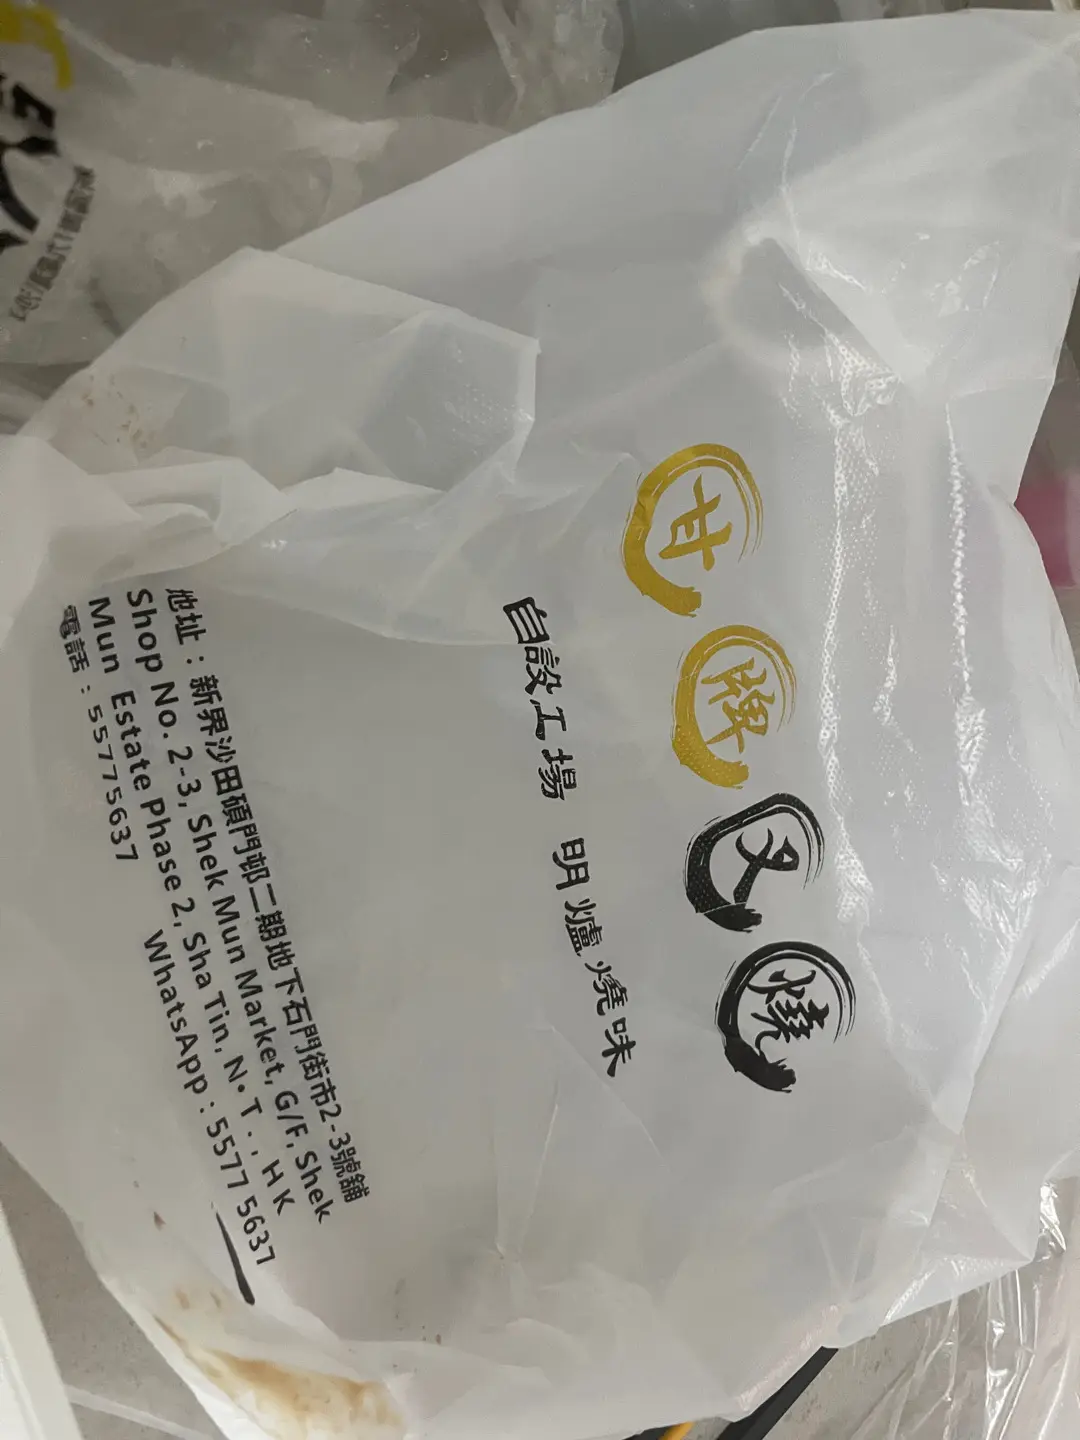 甘牌叉燒
自設工場 明爐燒味
地址：新界沙田碩門邨二期地下石門街市2-3號舖
Shop No. 2-3, Shek Mun Market, G/F, Shek
Mun Estate Phase 2, Sha Tin, N•T., HK
電話：55775637 WhatsApp：5577 5637